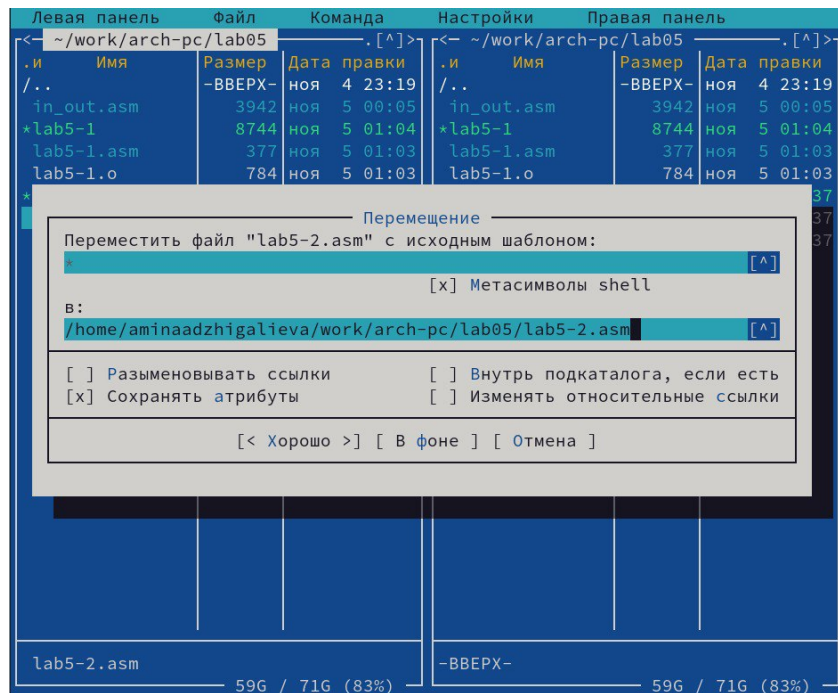 Левая панель Файл Команда Настройки Правая панель
<— ~/work/arch-pc/lab05 .[^]> <— ~/work/arch-pc/lab05 .[^]>
.и Имя Размер Дата правки .и Имя Размер Дата правки
/.. -ВВЕРХ- ноя 4 23:19 /.. -ВВЕРХ- ноя 4 23:19
in_out.asm 3942 ноя 5 00:05 in_out.asm 3942 ноя 5 00:05
*lab5-1 8744 ноя 5 01:04 *lab5-1 8744 ноя 5 01:04
lab5-1.asm 377 ноя 5 01:03 lab5-1.asm 377 ноя 5 01:03
lab5-1.o 784 ноя 5 01:03 lab5-1.o 784 ноя 5 01:03
* 37
Перемещение 37
Переместить файл "lab5-2.asm" с исходным шаблоном: 37
* [^]
[x] Метасимволы shell
в:
/home/aminaadzhigalieva/work/arch-pc/lab05/lab5-2.asm [^]
[ ] Разыменовывать ссылки [ ] Внутрь подкаталога, если есть
[x] Сохранять атрибуты [ ] Изменять относительные ссылки
[< Хорошо >] [ В фоне ] [ Отмена ]
lab5-2.asm -ВВЕРХ-
59G / 71G (83%) 59G / 71G (83%)